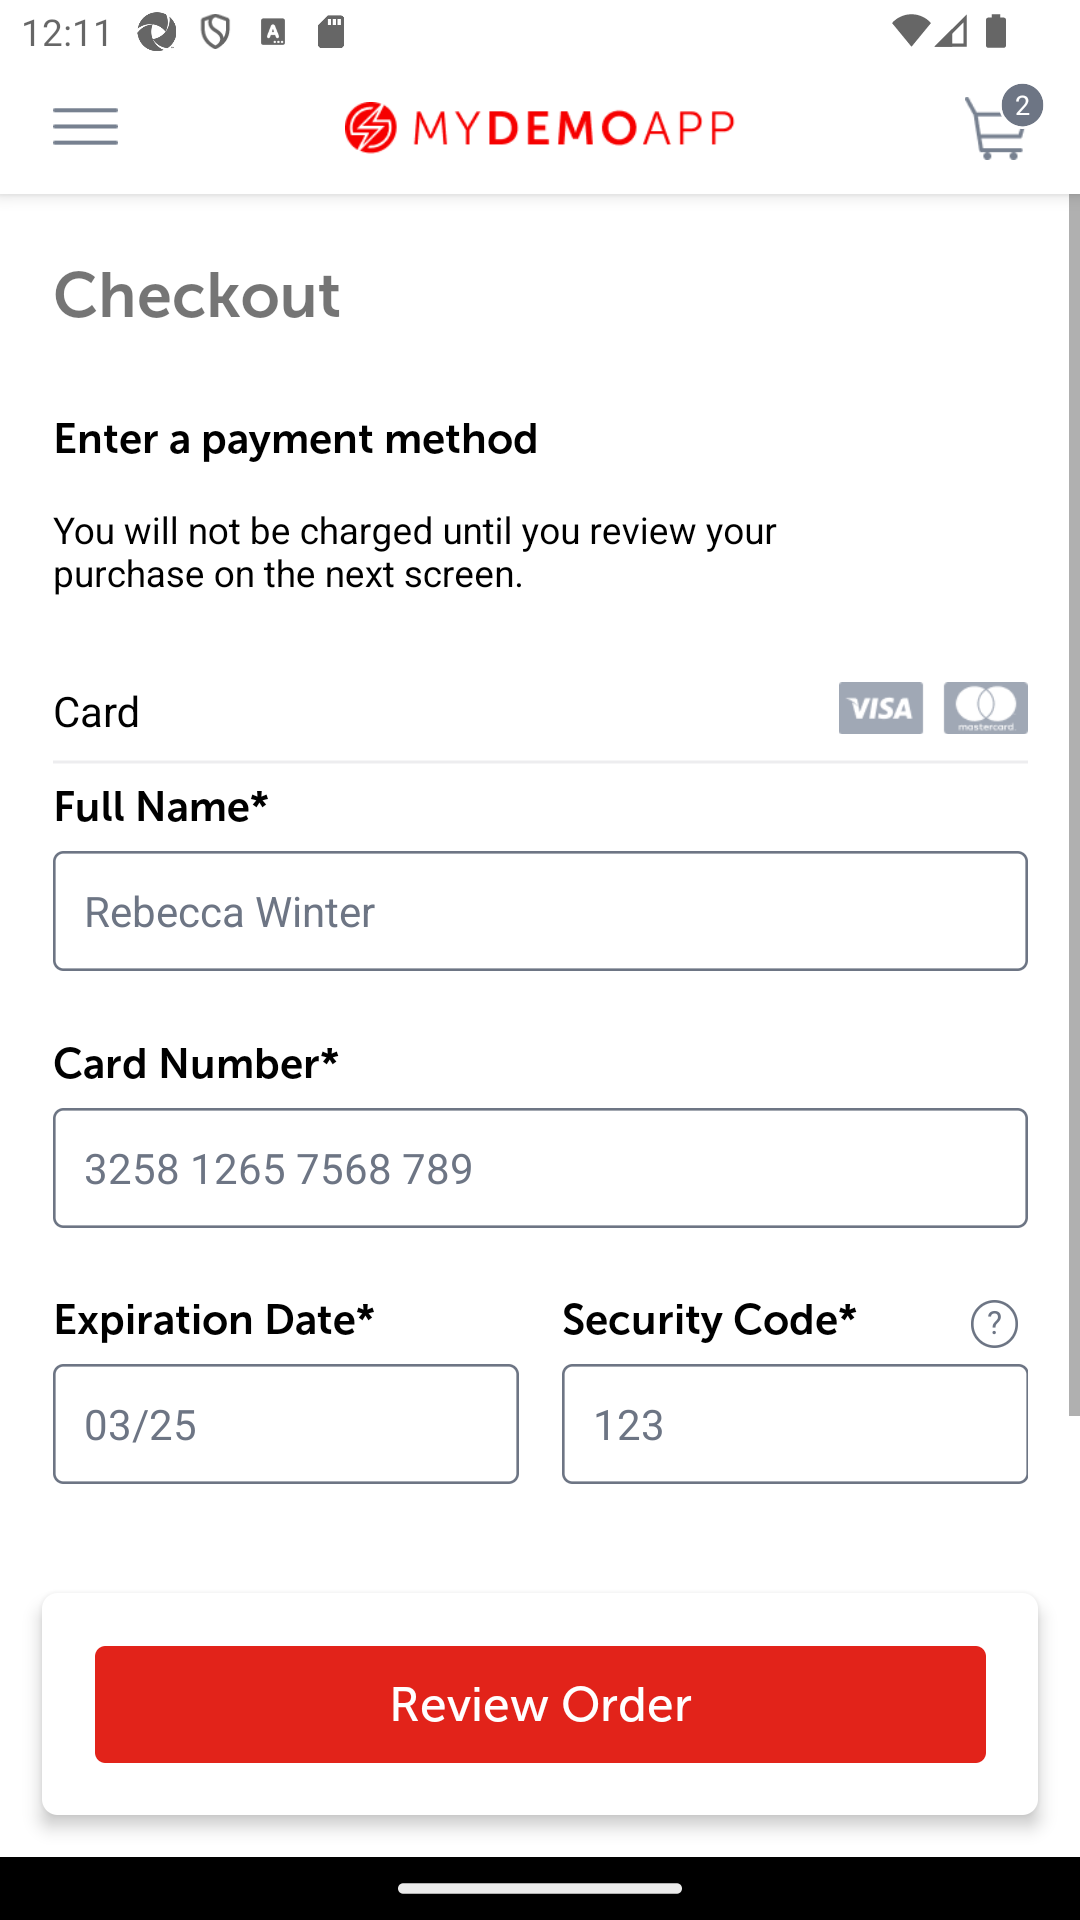 12:11
A
MYDEMOAPP
2
Checkout
Enter a payment method
You will not be charged until you review your
purchase on the next screen.
Card
VISA
mastercard.
Full Name*
Rebecca Winter
Card Number*
3258 1265 7568 789
Expiration Date*
Security Code*
?
03/25
123
Review Order